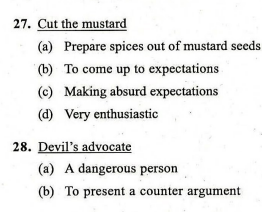 27. Cut the mustard
(a) Prepare spices out of mustard seeds
(b) To come up to expectations
(c) Making absurd expectations
(d) Very enthusiastic
28. Devil's advocate
(a) A dangerous person
(b) To present a counter argument